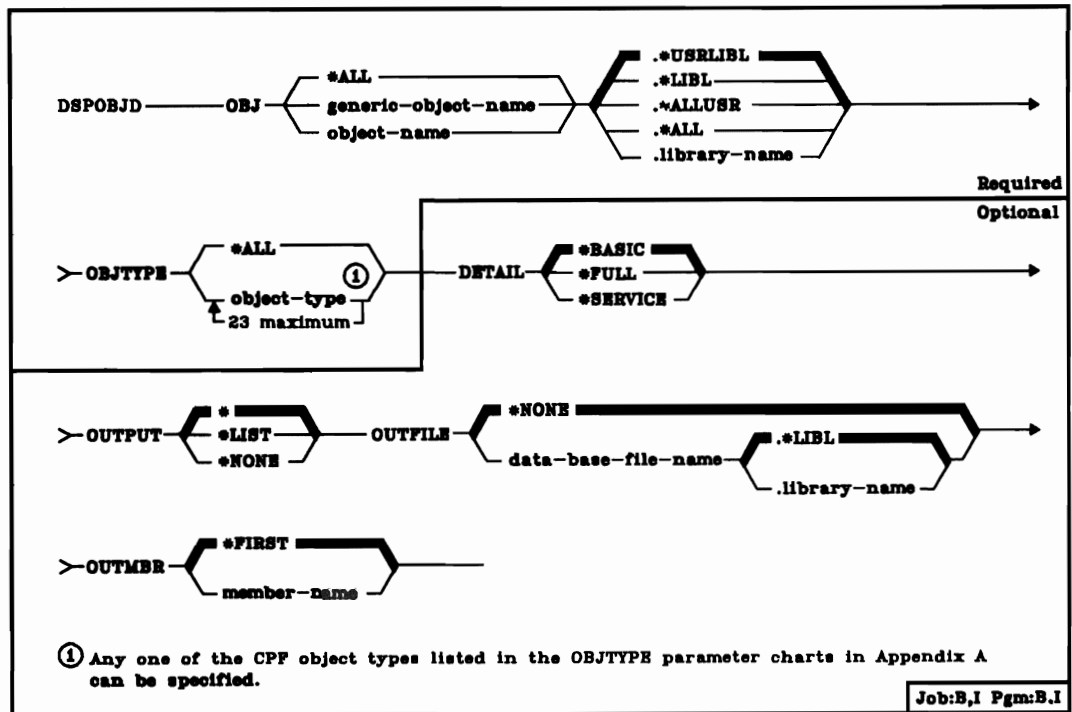 *ALL
.*USRLIBL
.*LIBL
DSPOBJD OBJ generic-object-name .*ALLUSR
object-name .*ALL
.library-name
Required
Optional
*ALL *BASIC
OBJTYPE ① DETAIL *FULL
object-type *SERVICE
23 maximum
* *NONE
OUTPUT *LIST OUTFILE .*LIBL
*NONE data-base-file-name
.library-name
*FIRST
OUTMBR
member-name
① Any one of the CPF object types listed in the OBJTYPE parameter charts in Appendix A
can be specified.
Job:B,I Pgm:B,I